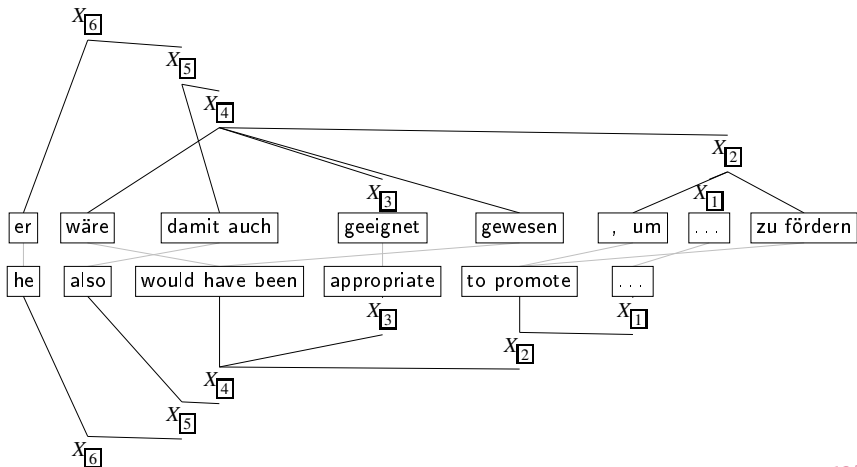 X6
X5
X4
X2
X3 X1
er wäre damit auch geeignet gewesen , um ... zu fördern
he also would have been appropriate to promote ...
X3 X1
X2
X4
X5
X6